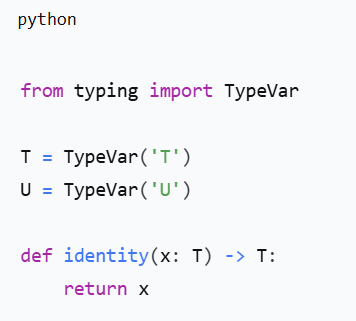 python
from typing import TypeVar
T = TypeVar('T')
U = TypeVar('U')
def identity(x: T) -> T:
    return x